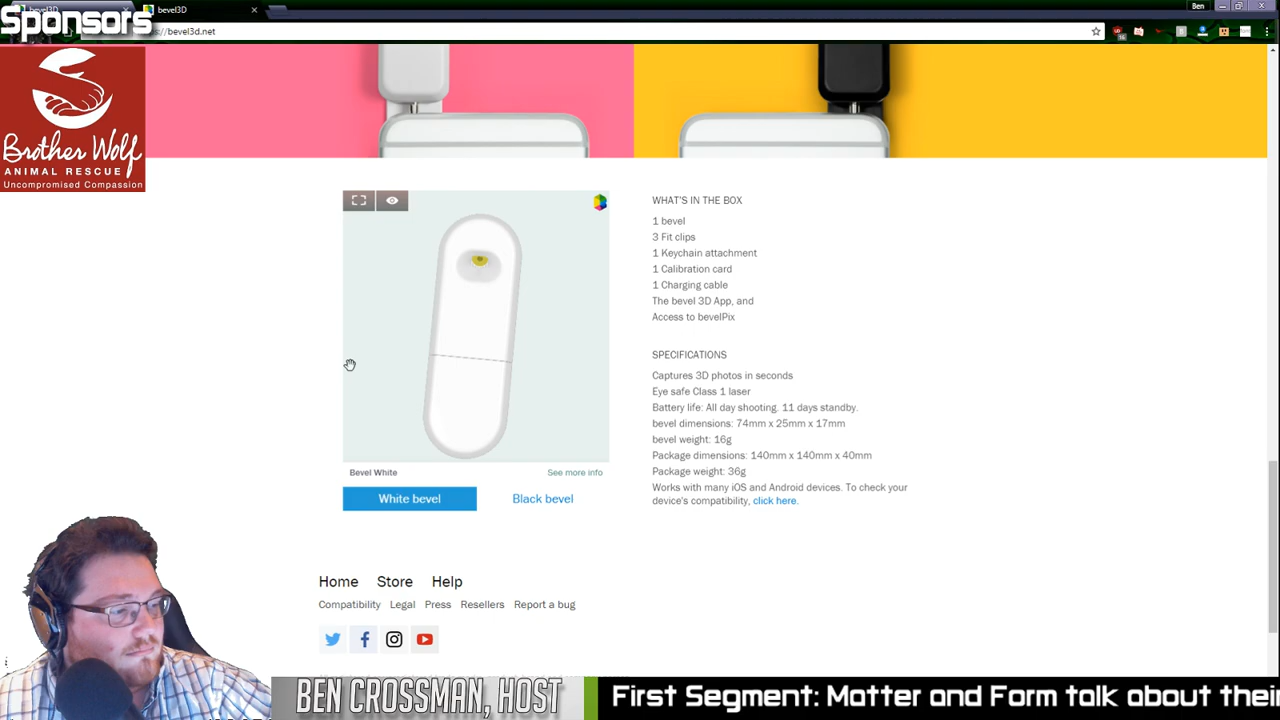 bevel3D
bevel3D
Ben
Sponsors
://bevel3d.net
Brother Wolf
ANIMAL RESCUE
Uncompromised Compassion
WHAT'S IN THE BOX
1 bevel
3 Fit clips
1 Keychain attachment
1 Calibration card
1 Charging cable
The bevel 3D App, and
Access to bevelPix
SPECIFICATIONS
Captures 3D photos in seconds
Eye safe Class 1 laser
Battery life: All day shooting. 11 days standby.
bevel dimensions: 74mm x 25mm x 17mm
bevel weight: 16g
Package dimensions: 140mm x 140mm x 40mm
Package weight: 36g
Works with many iOS and Android devices. To check your
device's compatibility, click here.
Bevel White
See more info
White bevel
Black bevel
Home Store Help
Compatibility Legal Press Resellers Report a bug
BEN CROSSMAN, HOST
First Segment: Matter and Form talk about their